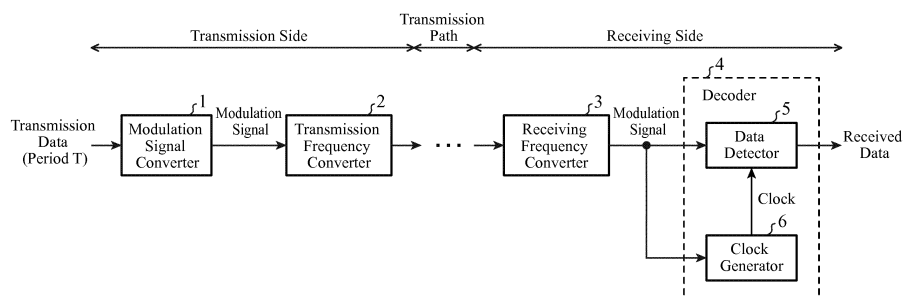 Transmission Side
Transmission
Path
Receiving Side
Transmission
Data
(Period T)
1
Modulation
Signal
Converter
Modulation
Signal
2
Transmission
Frequency
Converter
3
Receiving
Frequency
Converter
Modulation
Signal
4
Decoder
5
Data
Detector
Received
Data
Clock
6
Clock
Generator